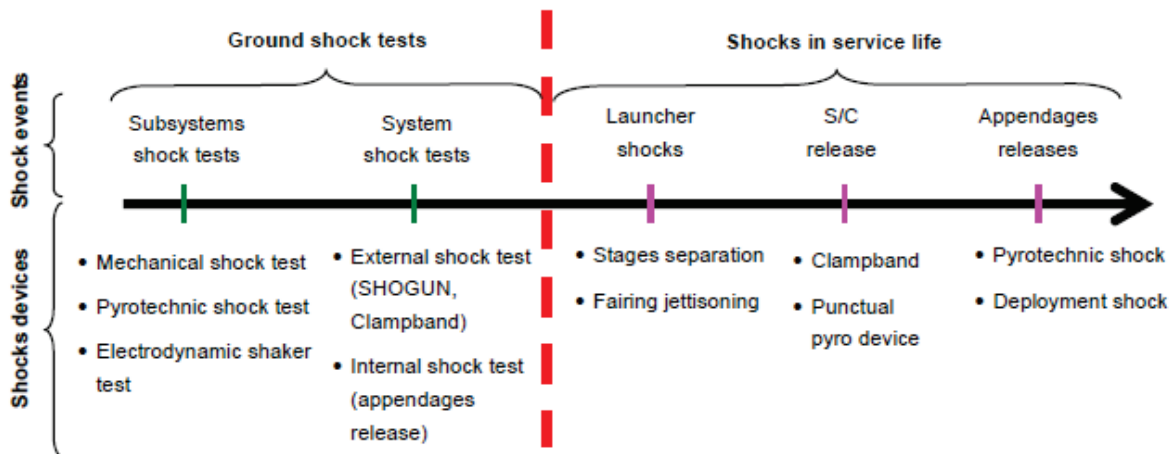 Ground shock tests
Shocks in service life
Shock events
Subsystems
shock tests
System
shock tests
Launcher
shocks
S/C
release
Appendages
releases
Shocks devices
• Mechanical shock test
• Pyrotechnic shock test
• Electrodynamic shaker
test
• External shock test
(SHOGUN,
Clampband)
• Internal shock test
(appendages
release)
• Stages separation
• Fairing jettisoning
• Clampband
• Punctual
pyro device
• Pyrotechnic shock
• Deployment shock